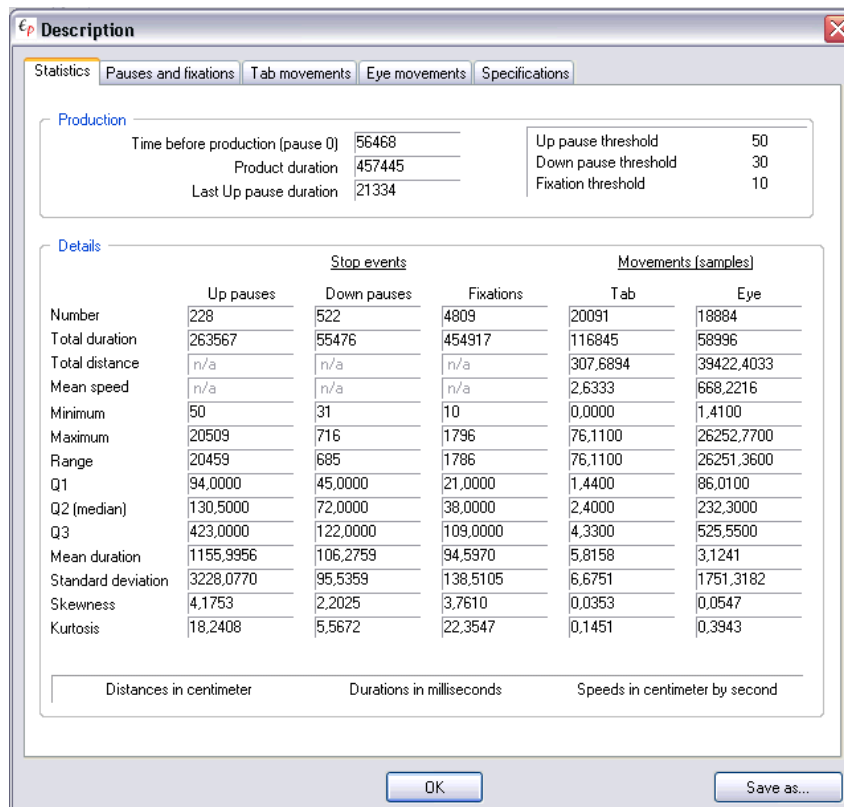 εp Description
Statistics Pauses and fixations Tab movements Eye movements Specifications
Production
Time before production (pause 0) 56468
Product duration 457445
Last Up pause duration 21334
Up pause threshold 50
Down pause threshold 30
Fixation threshold 10
Details
Stop events Movements (samples)
Up pauses Down pauses Fixations Tab Eye
Number 228 522 4809 20091 18884
Total duration 263567 55476 454917 116845 58996
Total distance n/a n/a n/a 307,6894 39422,4033
Mean speed n/a n/a n/a 2,6333 668,2216
Minimum 50 31 10 0,0000 1,4100
Maximum 20509 716 1796 76,1100 26252,7700
Range 20459 685 1786 76,1100 26251,3600
Q1 94,0000 45,0000 21,0000 1,4400 86,0100
Q2 (median) 130,5000 72,0000 38,0000 2,4000 232,3000
Q3 423,0000 122,0000 109,0000 4,3300 525,5500
Mean duration 1155,9956 106,2759 94,5970 5,8158 3,1241
Standard deviation 3228,0770 95,5359 138,5105 6,6751 1751,3182
Skewness 4,1753 2,2025 3,7610 0,0353 0,0547
Kurtosis 18,2408 5,5672 22,3547 0,1451 0,3943
Distances in centimeter Durations in milliseconds Speeds in centimeter by second
OK Save as...